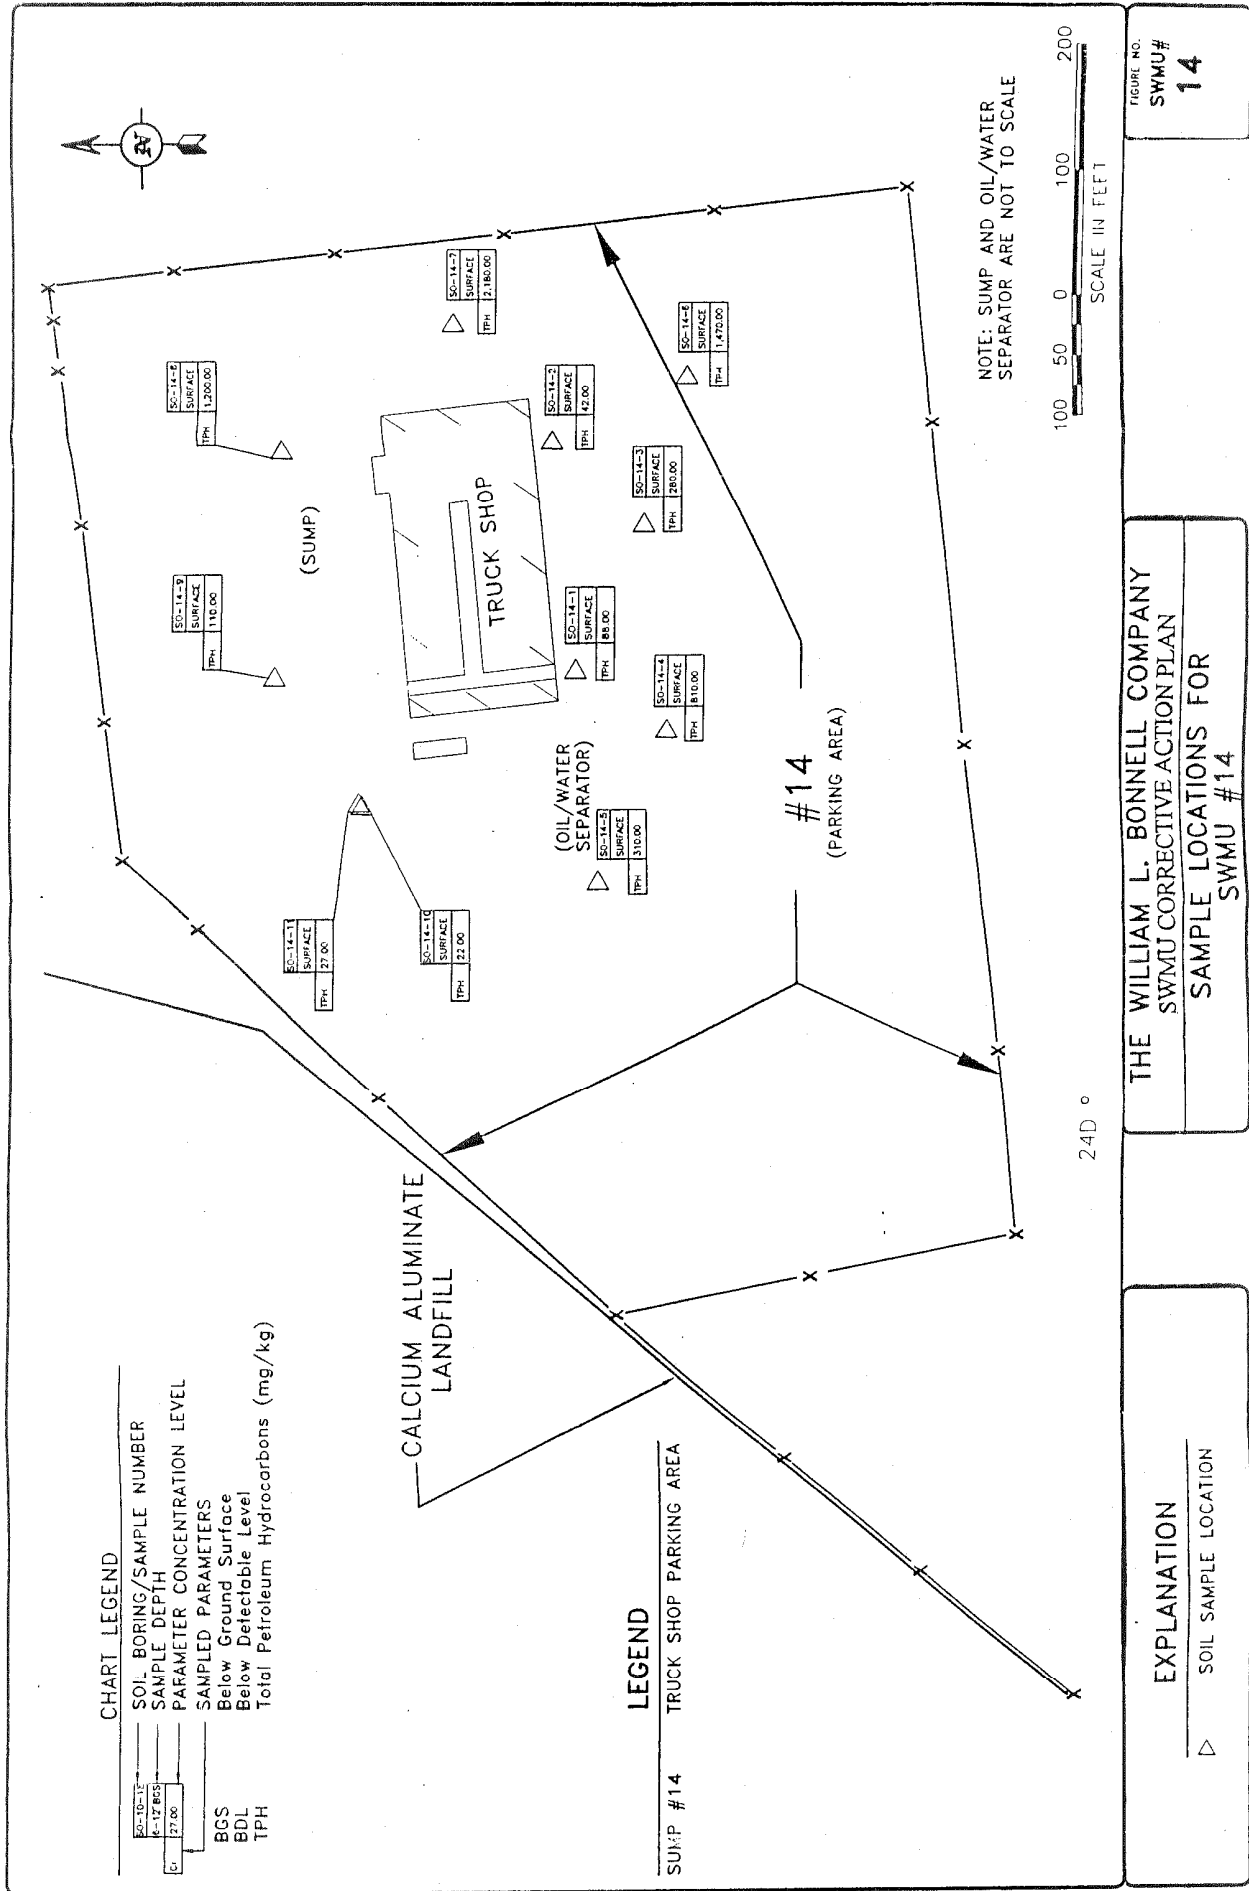 CHART LEGEND
SO-10-1E
SOIL BORING/SAMPLE NUMBER
6-12" BGS
SAMPLE DEPTH
Cr
27.00
PARAMETER CONCENTRATION LEVEL
SAMPLED PARAMETERS
BGS Below Ground Surface
BDL Below Detectable Level
TPH Total Petroleum Hydrocarbons (mg/kg)
CALCIUM ALUMINATE
LANDFILL
LEGEND
SUMP #14 TRUCK SHOP PARKING AREA
SO-14-9
SURFACE
TPH 110.00
SO-14-8
SURFACE
TPH 1,200.00
(SUMP)
SO-14-11
SURFACE
TPH 27.00
SO-14-10
SURFACE
TPH 22.00
TRUCK SHOP
SO-14-7
SURFACE
TPH 2,180.00
(OIL/WATER
SEPARATOR)
SO-14-5
SURFACE
TPH 310.00
SO-14-1
SURFACE
TPH 88.00
SO-14-2
SURFACE
TPH 42.00
SO-14-4
SURFACE
TPH 810.00
SO-14-3
SURFACE
TPH 280.00
SO-14-6
SURFACE
TPH 1,470.00
#14
(PARKING AREA)
24D
NOTE: SUMP AND OIL/WATER
SEPARATOR ARE NOT TO SCALE
100 50 0 100 200
SCALE IN FEET
EXPLANATION
SOIL SAMPLE LOCATION
THE WILLIAM L. BONNELL COMPANY
SWMU CORRECTIVE ACTION PLAN
SAMPLE LOCATIONS FOR
SWMU #14
FIGURE NO.
SWMU#
14